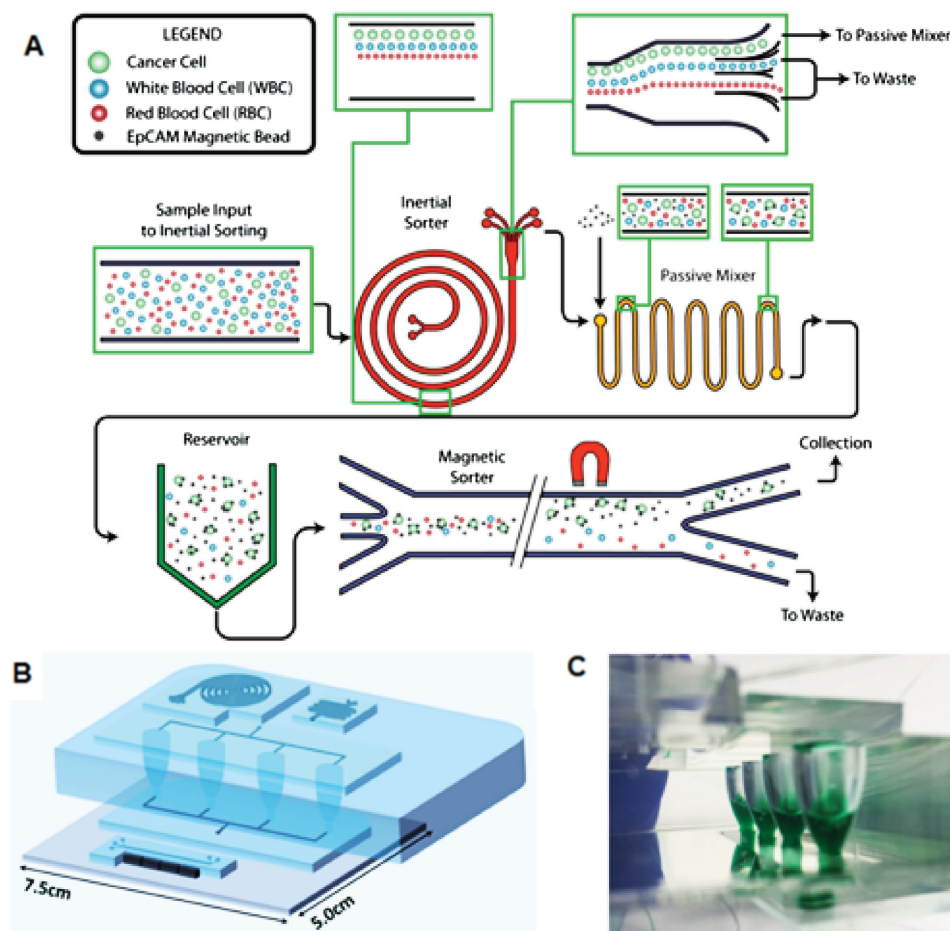 A
LEGEND
Cancer Cell
White Blood Cell (WBC)
Red Blood Cell (RBC)
EpCAM Magnetic Bead
To Passive Mixer
To Waste
Sample Input
to Inertial Sorting
Inertial
Sorter
Passive Mixer
Reservoir
Magnetic
Sorter
Collection
To Waste
B
7.5cm
5.0cm
C